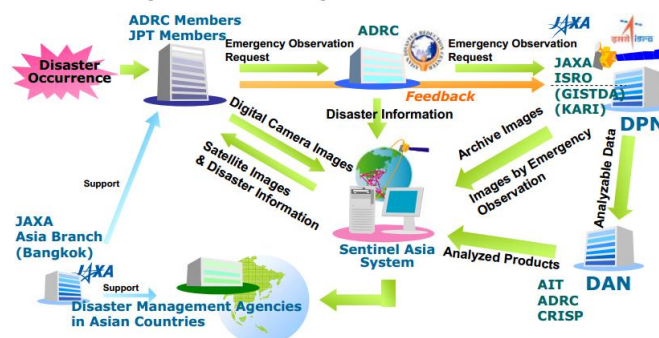 ADRC Members
JPT Members
Disaster
Occurrence
Emergency Observation
Request
ADRC
Emergency Observation
Request
JAXA
JAXA
ISRO
(GISTDA)
(KARI)
DPN
Feedback
Disaster Information
Digital Camera Images
Satellite Images
& Disaster Information
Archive Images
Images by Emergency
Observation
Analyzable Data
Support
JAXA
Asia Branch
(Bangkok)
JAXA
Support
Sentinel Asia
System
Analyzed Products
DAN
AIT
ADRC
CRISP
Disaster Management Agencies
in Asian Countries